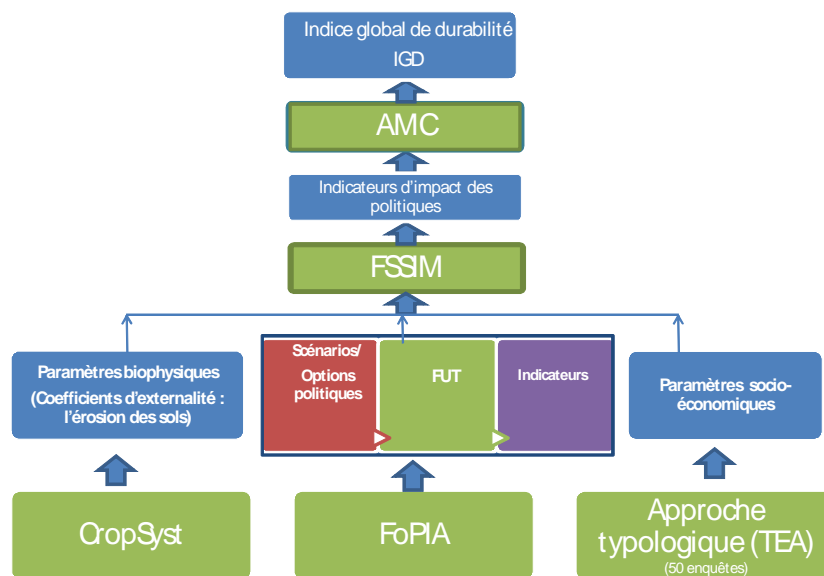 Indice global de durabilité
IGD
AMC
Indicateurs d'impact des
politiques
FSSIM
Paramètres biophysiques
(Coefficients d'externalité :
l'érosion des sols)
Scénarios/
Options
politiques
FUT
Indicateurs
Paramètres socio-
économiques
CropSyst
FoPIA
Approche
typologique (TEA)
(50 enquêtes)